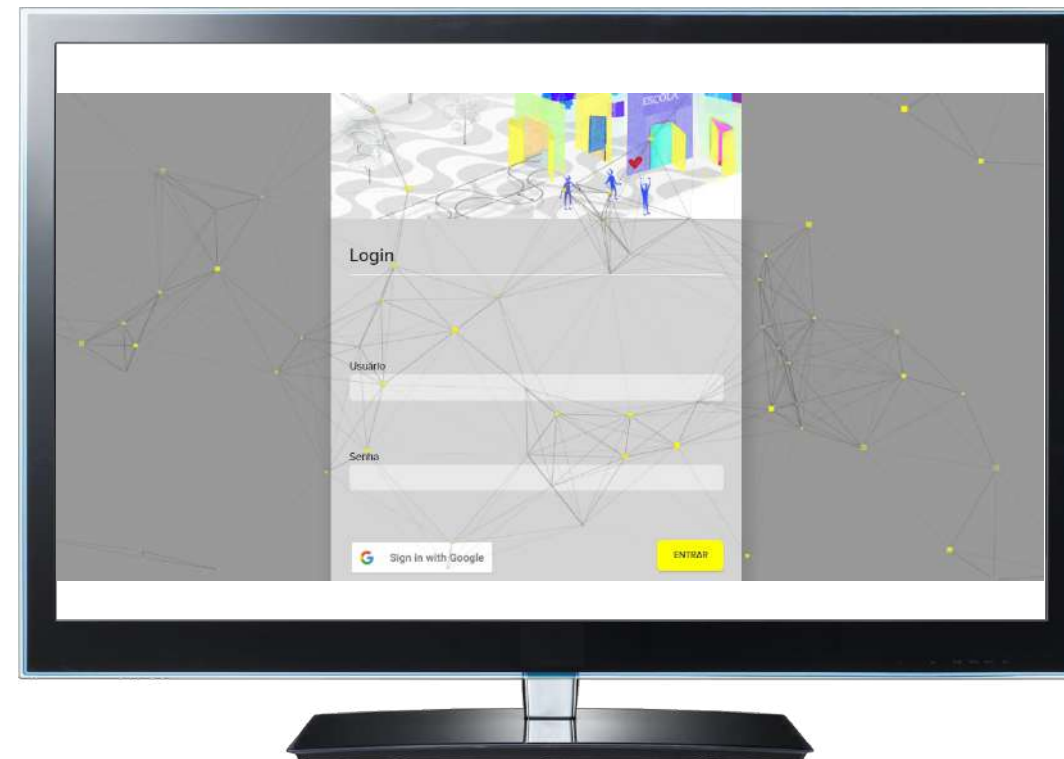 ESCOLA
Login
Usuário
Senha
Sign in with Google
ENTRAR